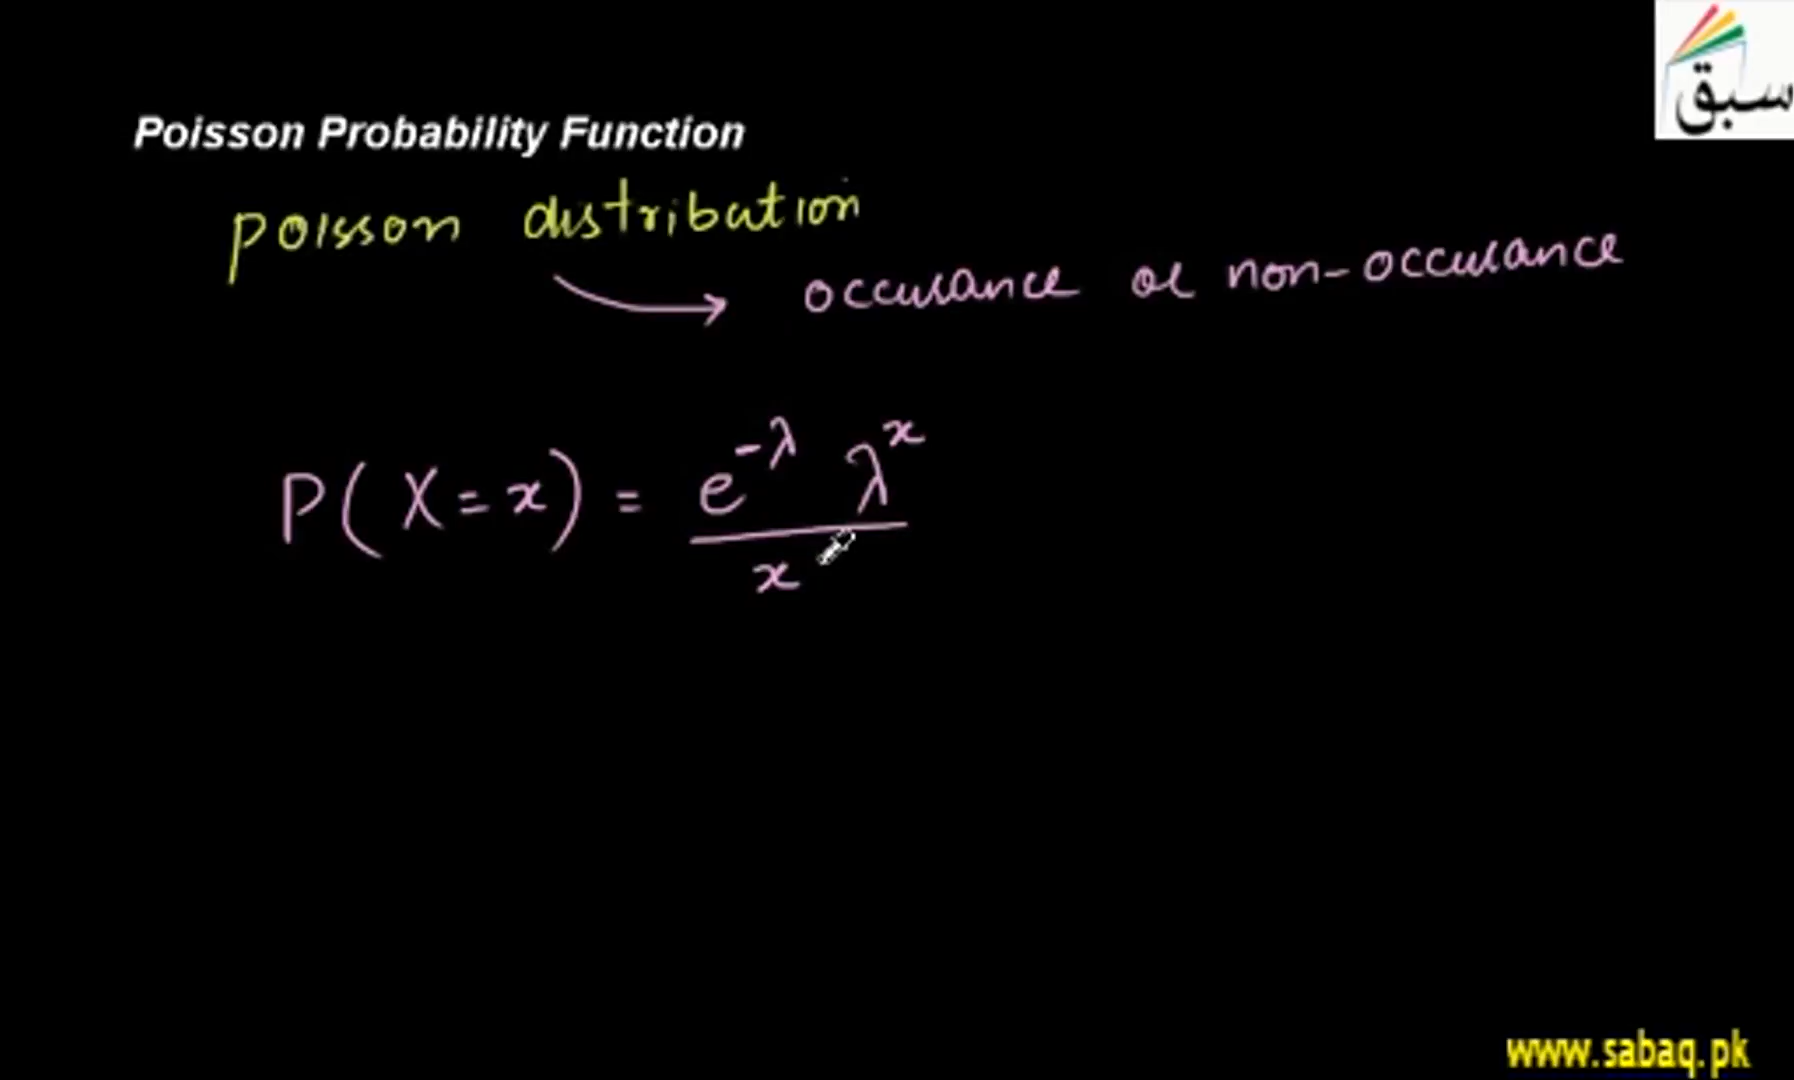 سبق
Poisson Probability Function
poisson distribution
occurance or non-occurance
P(X=x) = e^-λ λ^x / x
www.sabaq.pk